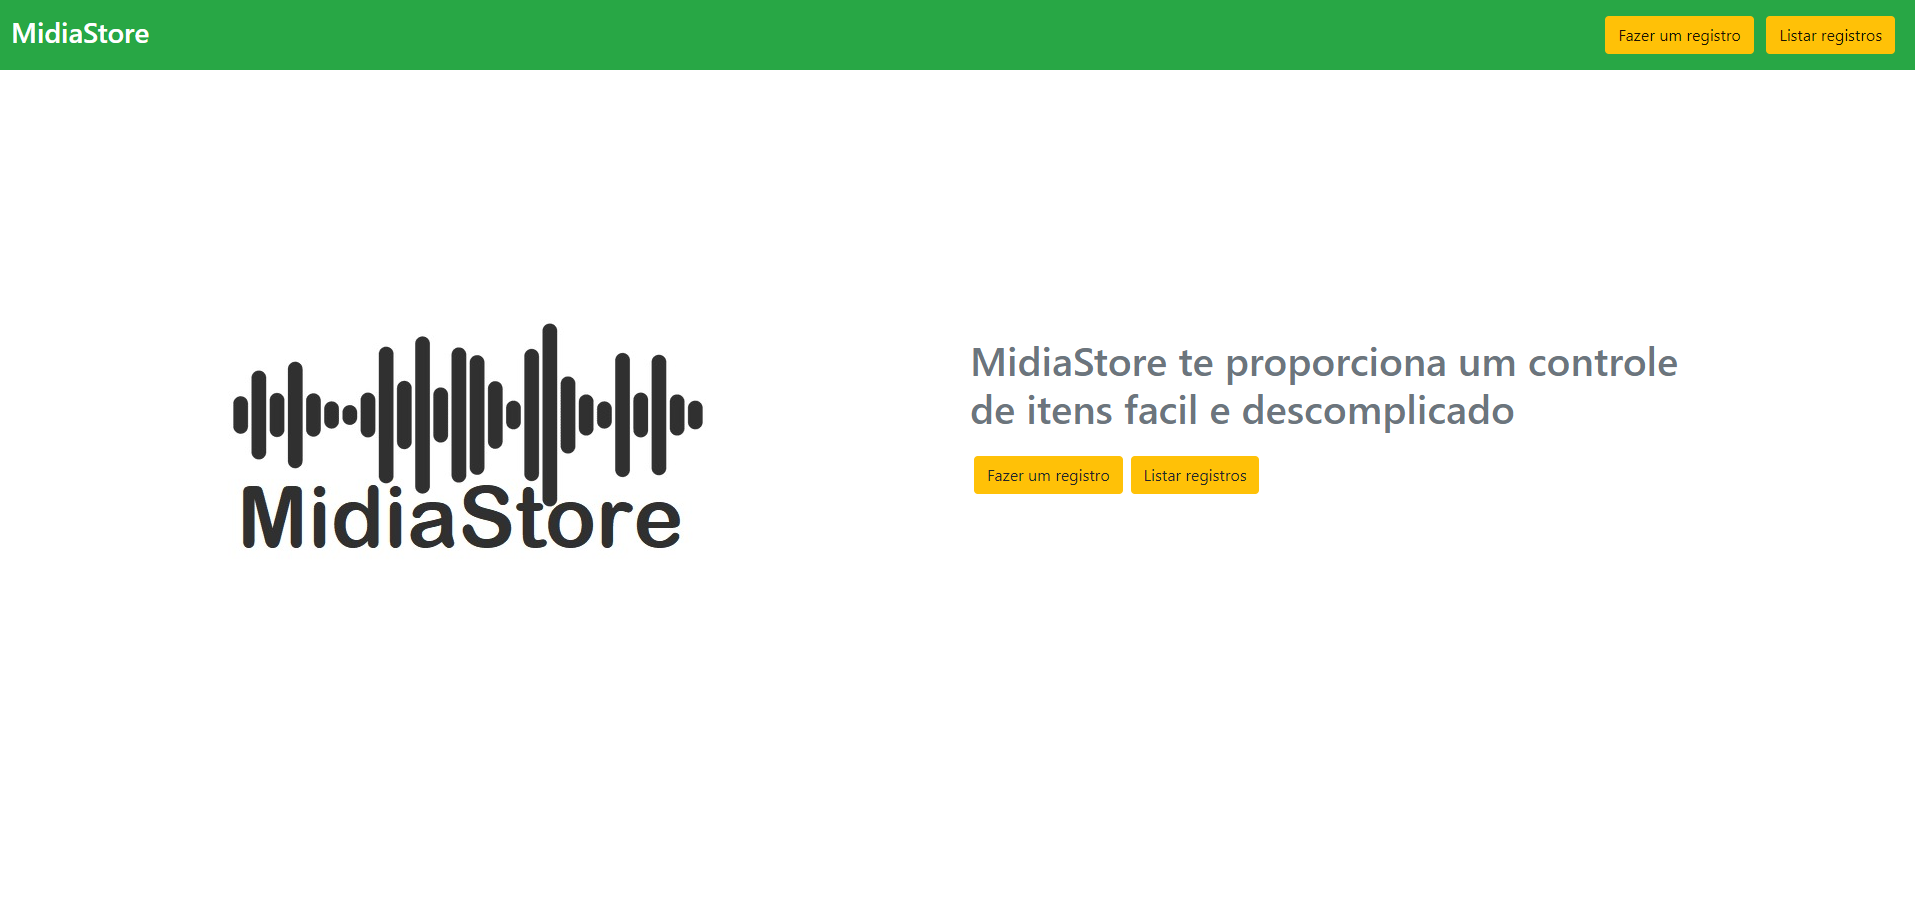 MidiaStore
Fazer um registro
Listar registros
MidiaStore
MidiaStore te proporciona um controle
de itens facil e descomplicado
Fazer um registro
Listar registros